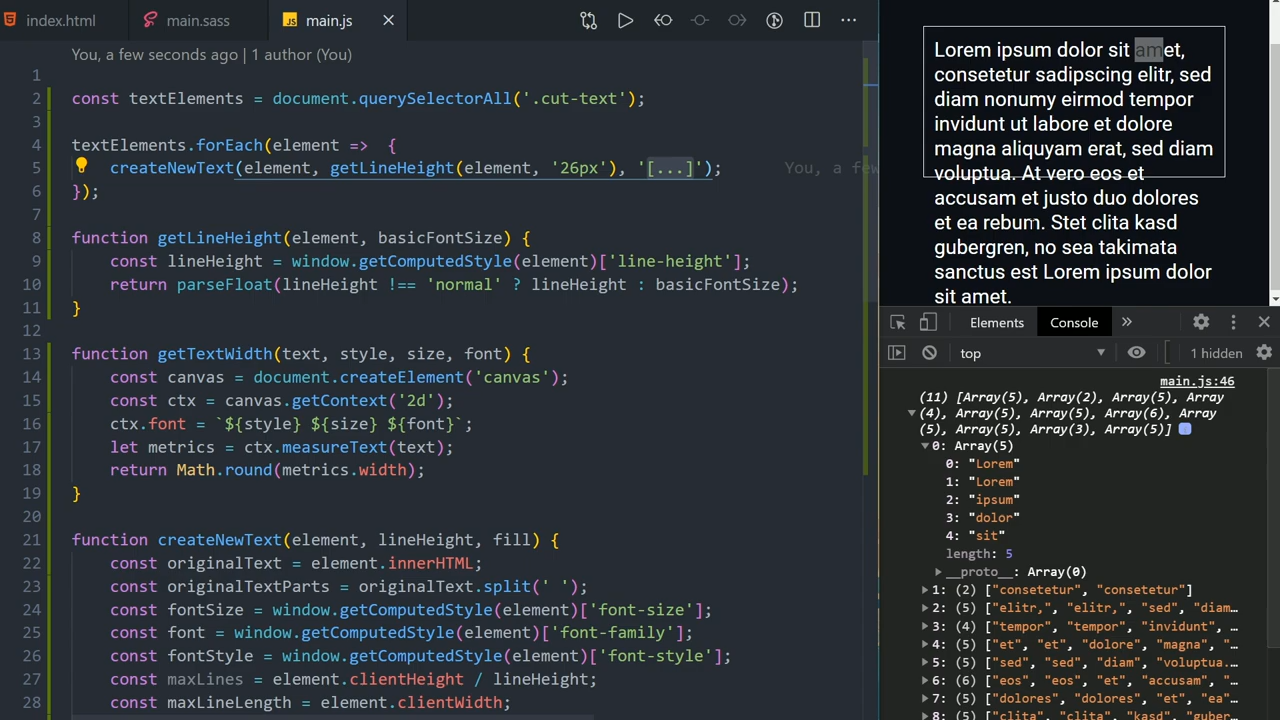 index.html
main.sass
main.js
You, a few seconds ago | 1 author (You)
1
2 const textElements = document.querySelectorAll('.cut-text');
3
4 textElements.forEach(element => {
5 createNewText(element, getLineHeight(element, '26px'), '[...]'); You, a few
6 });
7
8 function getLineHeight(element, basicFontSize) {
9 const lineHeight = window.getComputedStyle(element)['line-height'];
10 return parseFloat(lineHeight !== 'normal' ? lineHeight : basicFontSize);
11 }
12
13 function getTextWidth(text, style, size, font) {
14 const canvas = document.createElement('canvas');
15 const ctx = canvas.getContext('2d');
16 ctx.font = `${style} ${size} ${font}`;
17 let metrics = ctx.measureText(text);
18 return Math.round(metrics.width);
19 }
20
21 function createNewText(element, lineHeight, fill) {
22 const originalText = element.innerHTML;
23 const originalTextParts = originalText.split(' ');
24 const fontSize = window.getComputedStyle(element)['font-size'];
25 const font = window.getComputedStyle(element)['font-family'];
26 const fontStyle = window.getComputedStyle(element)['font-style'];
27 const maxLines = element.clientHeight / lineHeight;
28 const maxLineLength = element.clientWidth;
Lorem ipsum dolor sit amet,
consetetur sadipscing elitr, sed
diam nonumy eirmod tempor
invidunt ut labore et dolore
magna aliquyam erat, sed diam
voluptua. At vero eos et
accusam et justo duo dolores
et ea rebum. Stet clita kasd
gubergren, no sea takimata
sanctus est Lorem ipsum dolor
sit amet.
Elements Console
top 1 hidden
main.js:46
(11) [Array(5), Array(2), Array(5), Array
(4), Array(5), Array(5), Array(6), Array
(5), Array(5), Array(3), Array(5)]
0: Array(5)
0: "Lorem"
1: "Lorem"
2: "ipsum"
3: "dolor"
4: "sit"
length: 5
__proto__: Array(0)
1: (2) ["consetetur", "consetetur"]
2: (5) ["elitr,", "elitr,", "sed", "diam…
3: (4) ["tempor", "tempor", "invidunt", …
4: (5) ["et", "et", "dolore", "magna", "…
5: (5) ["sed", "sed", "diam", "voluptua.…
6: (6) ["eos", "eos", "et", "accusam", …
7: (5) ["dolores", "dolores", "et", "ea"…
8: (5) ["clita", "clita", "kasd", "guber…